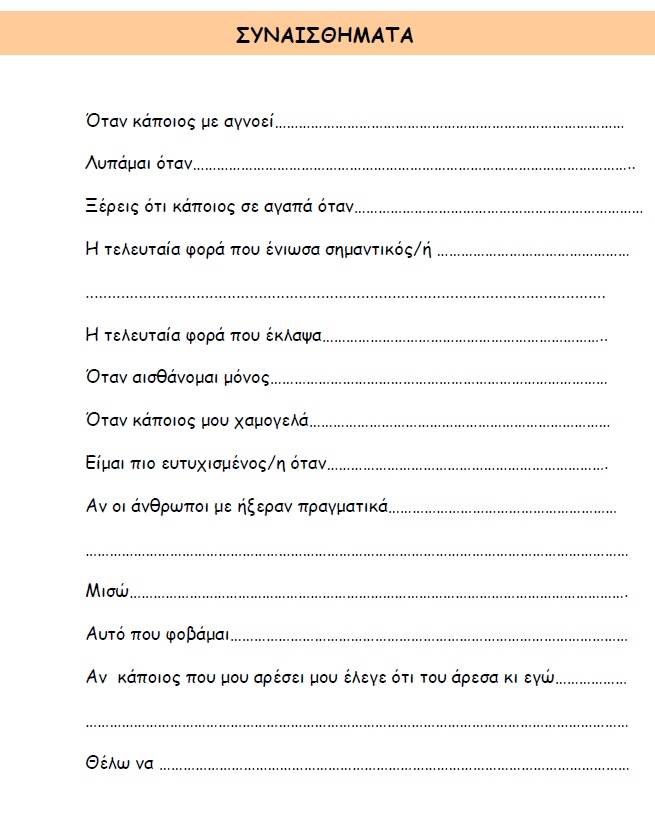 ΣΥΝΑΙΣΘΗΜΑΤΑ
Όταν κάποιος με αγνοεί……………………………………………………………………………
Λυπάμαι όταν………………………………………………………………………………………………..
Ξέρεις ότι κάποιος σε αγαπά όταν………………………………………………………………
Η τελευταία φορά που ένιωσα σημαντικός/ή …………………………………………
......................................................................................................................
Η τελευταία φορά που έκλαψα……………………………………………………………..
Όταν αισθάνομαι μόνος…………………………………………………………………………
Όταν κάποιος μου χαμογελά…………………………………………………………………
Είμαι πιο ευτυχισμένος/η όταν…………………………………………………………….
Αν οι άνθρωποι με ήξεραν πραγματικά…………………………………………………
………………………………………………………………………………………………………………………
Μισώ…………………………………………………………………………………………………………….
Αυτό που φοβάμαι………………………………………………………………………………………
Αν  κάποιος που μου αρέσει μου έλεγε ότι του άρεσα κι εγώ………………
………………………………………………………………………………………………………………………
Θέλω να ………………………………………………………………………………………………………